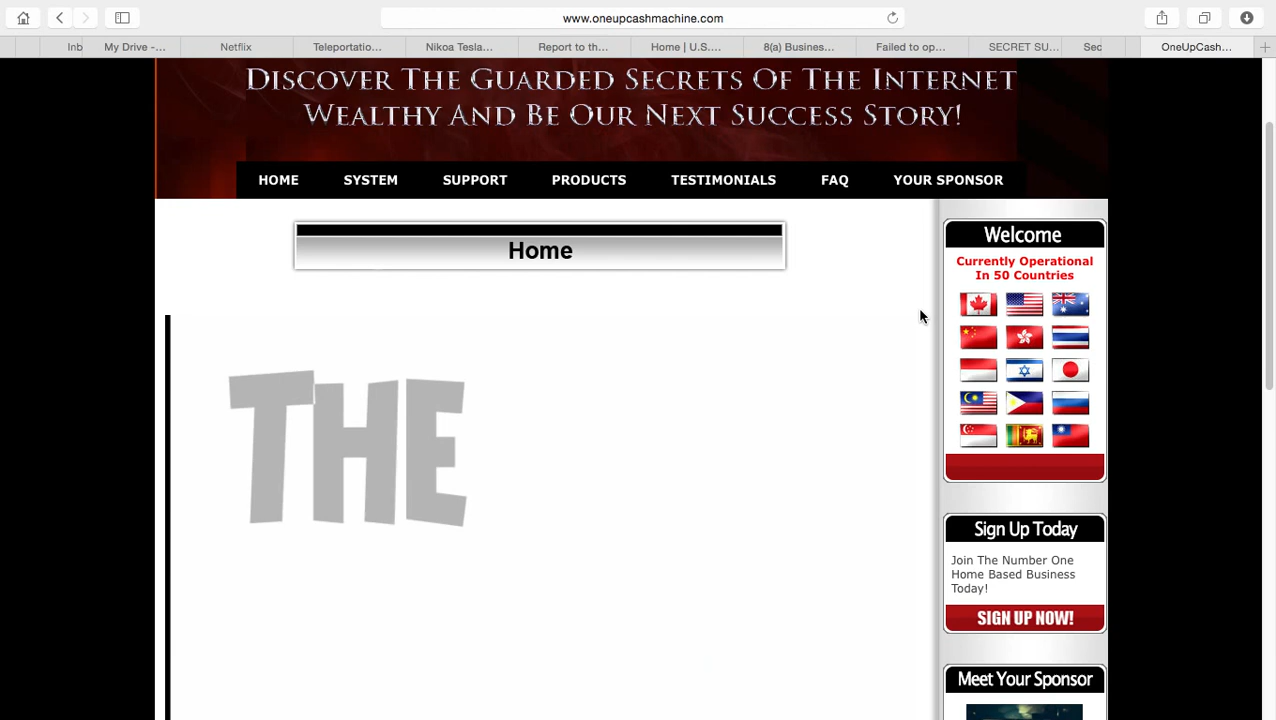 www.oneupcashmachine.com
Inb
My Drive -...
Netflix
Teleportatio...
Nikoa Tesla...
Report to th...
Home | U.S....
8(a) Busines...
Failed to op...
SECRET SU...
Sec
OneUpCash...
DISCOVER THE GUARDED SECRETS OF THE INTERNET
WEALTHY AND BE OUR NEXT SUCCESS STORY!
HOME
SYSTEM
SUPPORT
PRODUCTS
TESTIMONIALS
FAQ
YOUR SPONSOR
Home
THE
Welcome
Currently Operational
In 50 Countries
Sign Up Today
Join The Number One
Home Based Business
Today!
SIGN UP NOW!
Meet Your Sponsor